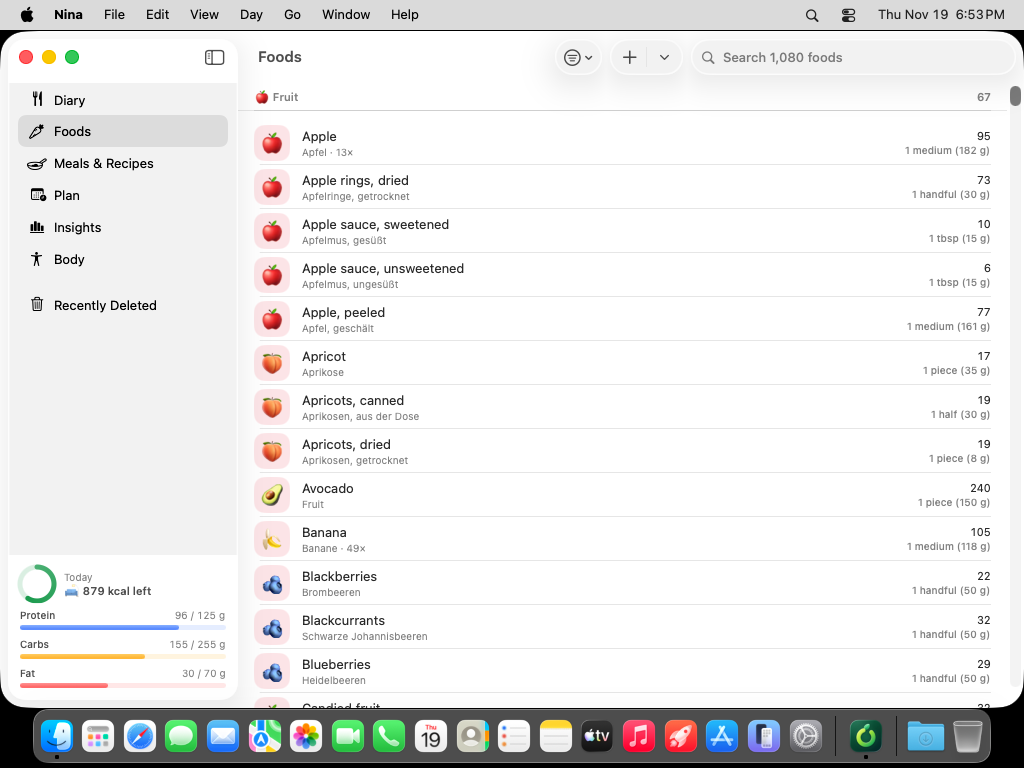 Nina File Edit View Day Go Window Help Thu Nov 19 6:53 PM
Foods
Search 1,080 foods
Diary
Foods
Meals & Recipes
Plan
Insights
Body
Recently Deleted
Today
879 kcal left
Protein 96 / 125 g
Carbs 155 / 255 g
Fat 30 / 70 g
Fruit 67
Apple 95
Apfel · 13× 1 medium (182 g)
Apple rings, dried 73
Apfelringe, getrocknet 1 handful (30 g)
Apple sauce, sweetened 10
Apfelmus, gesüßt 1 tbsp (15 g)
Apple sauce, unsweetened 6
Apfelmus, ungesüßt 1 tbsp (15 g)
Apple, peeled 77
Apfel, geschält 1 medium (161 g)
Apricot 17
Aprikose 1 piece (35 g)
Apricots, canned 19
Aprikosen, aus der Dose 1 half (30 g)
Apricots, dried 19
Aprikosen, getrocknet 1 piece (8 g)
Avocado 240
Fruit 1 piece (150 g)
Banana 105
Banane · 49× 1 medium (118 g)
Blackberries 22
Brombeeren 1 handful (50 g)
Blackcurrants 32
Schwarze Johannisbeeren 1 handful (50 g)
Blueberries 29
Heidelbeeren 1 handful (50 g)
Candied fruit 32
Thu
19
tv